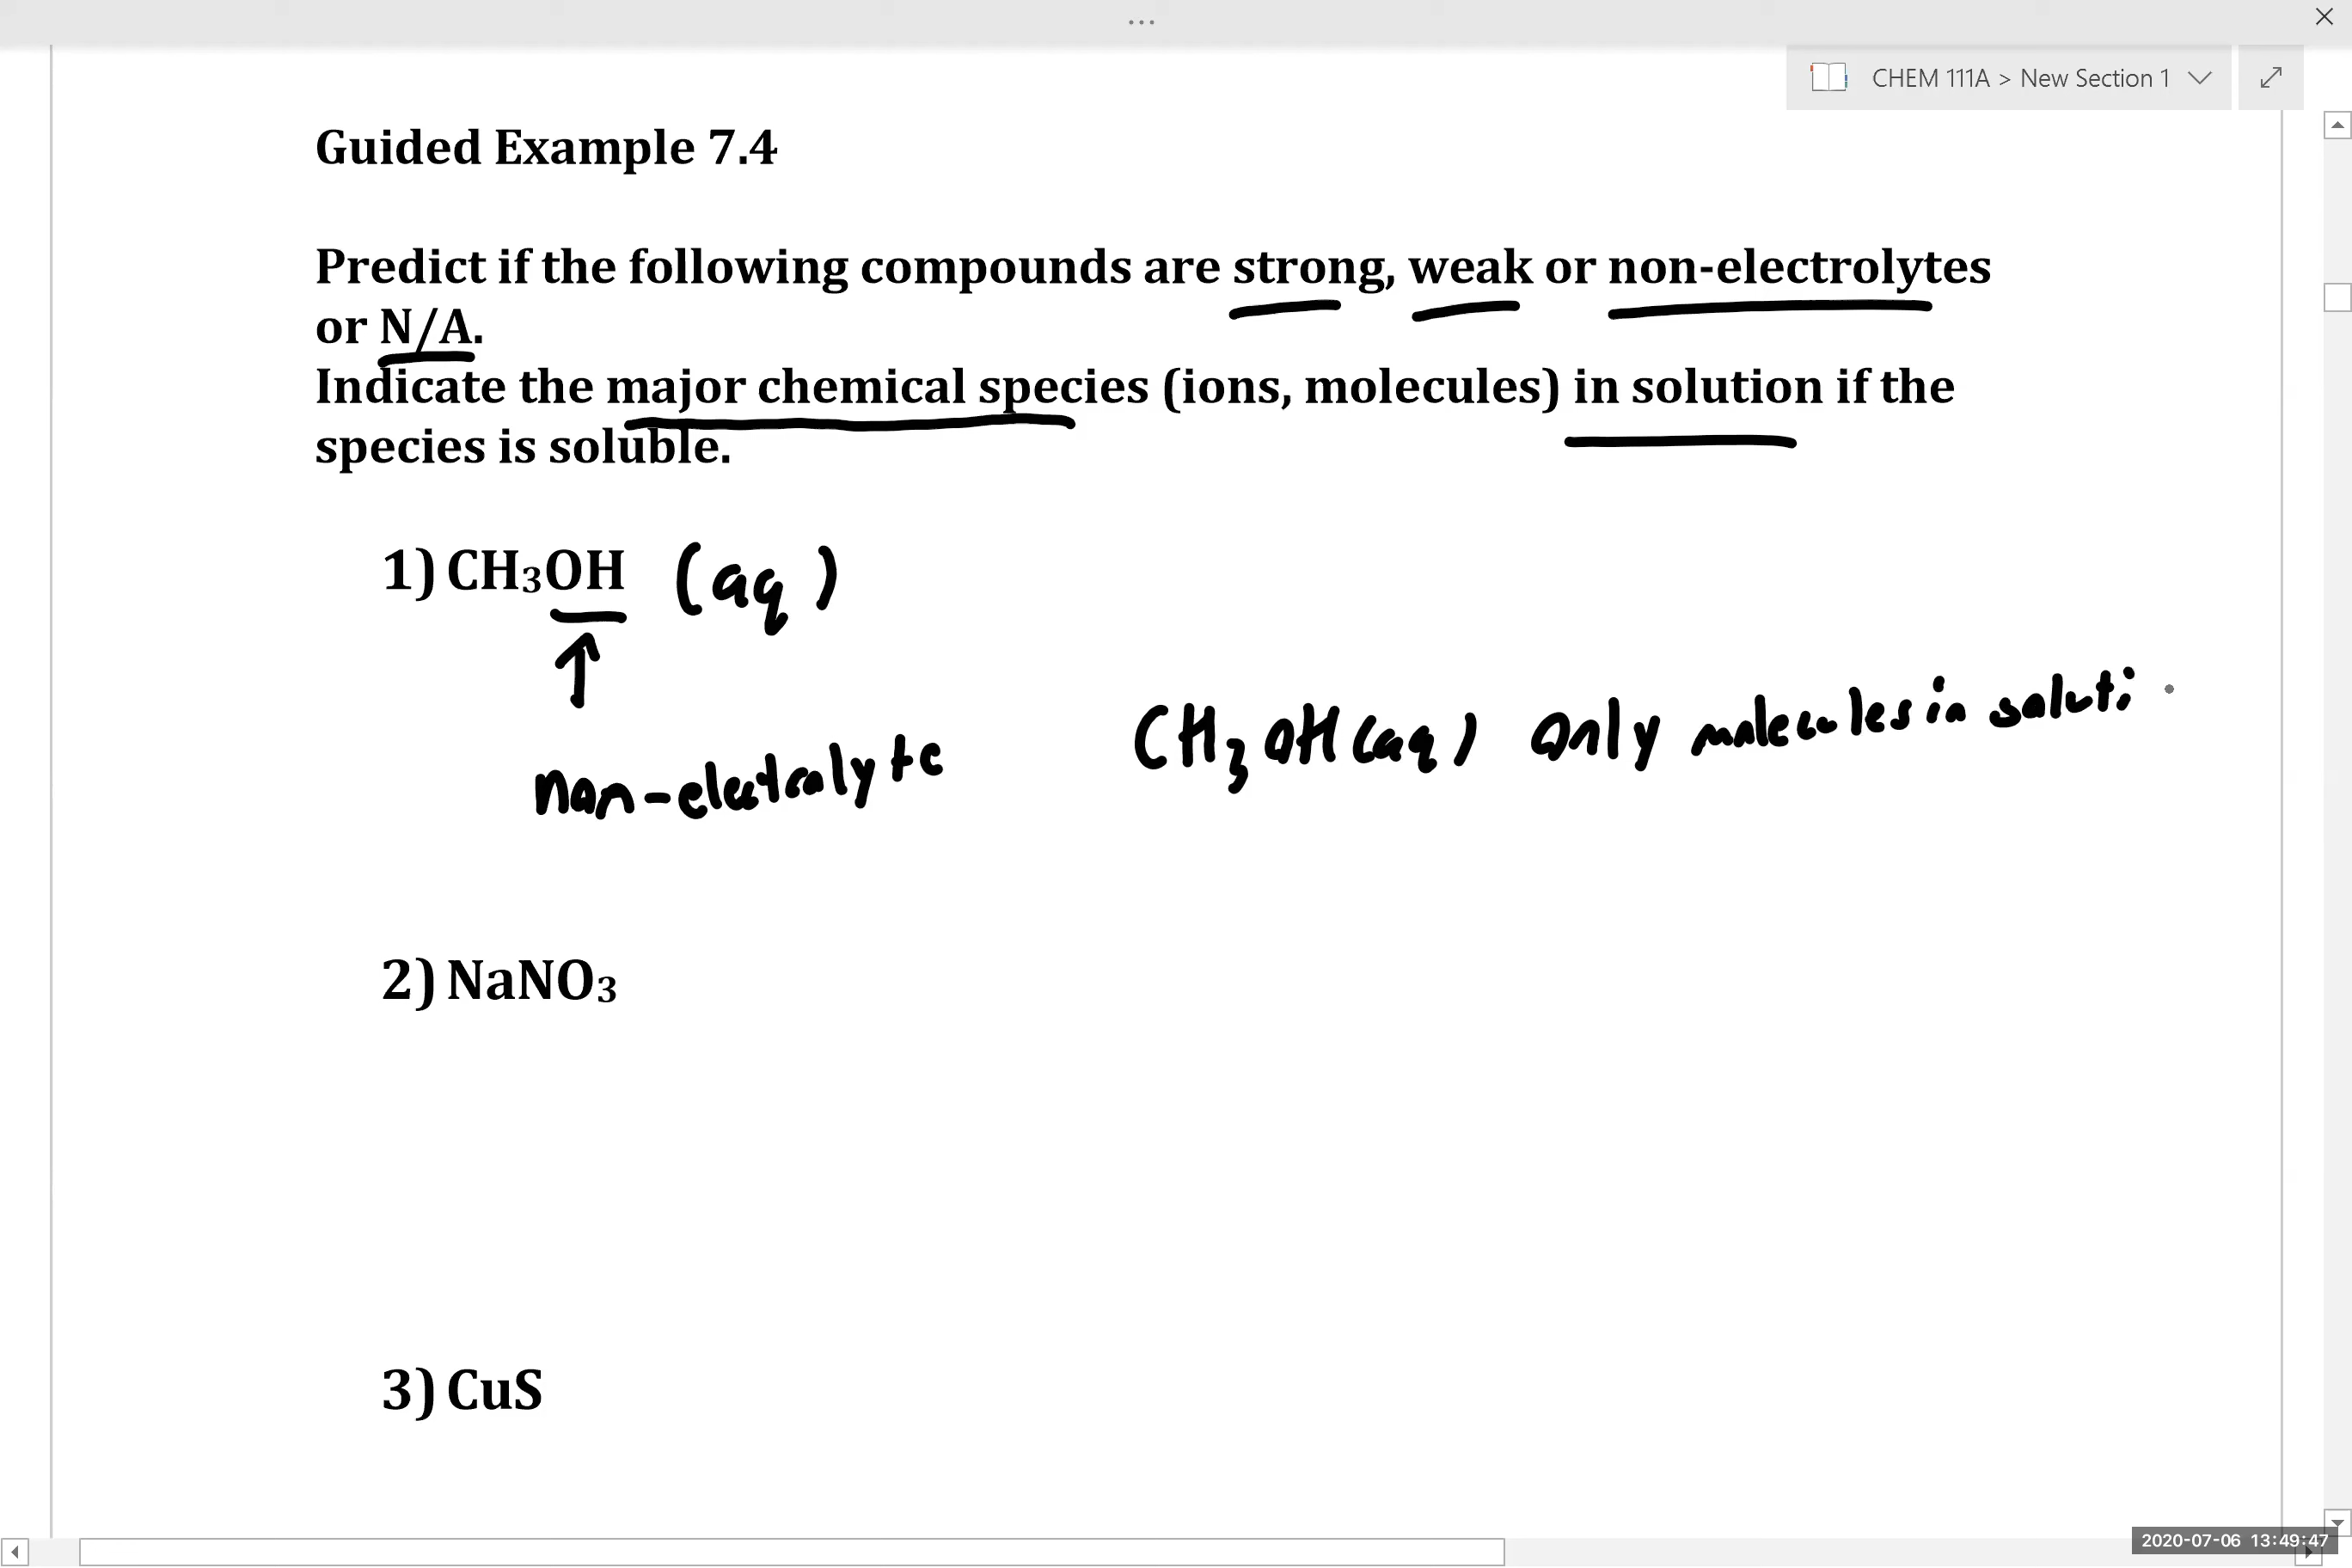 ...
CHEM 111A > New Section 1
Guided Example 7.4
Predict if the following compounds are strong, weak or non-electrolytes
or N/A.
Indicate the major chemical species (ions, molecules) in solution if the
species is soluble.
1) CH₃OH (aq)
non-electrolyte
CH₃OH(aq) only molecules in soluti
2) NaNO₃
3) CuS
2020-07-06 13:49:47